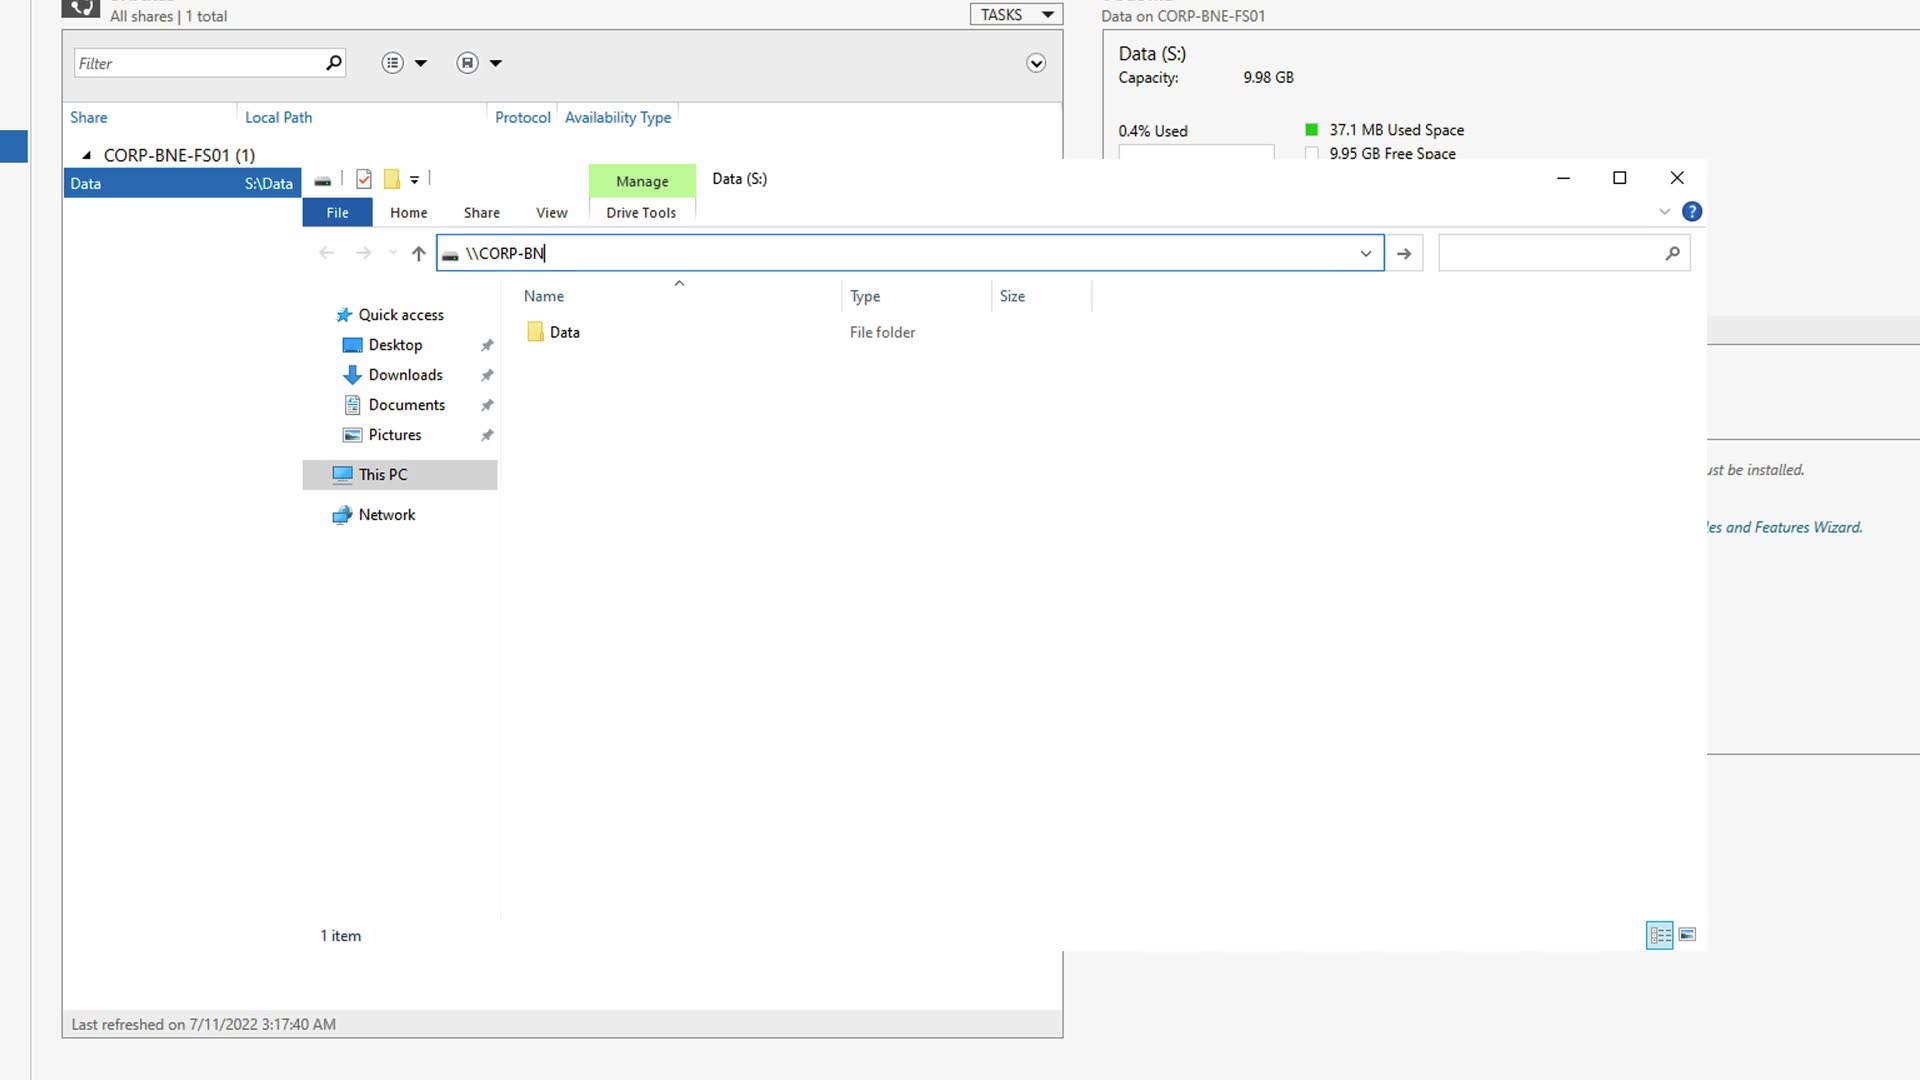 All shares | 1 total
TASKS
Data on CORP-BNE-FS01
Filter
Data (S:)
Capacity: 9.98 GB
0.4% Used
37.1 MB Used Space
9.95 GB Free Space
Share Local Path Protocol Availability Type
CORP-BNE-FS01 (1)
Data S:\Data
Manage Data (S:)
File Home Share View Drive Tools
\\CORP-BN
Name Type Size
Data File folder
Quick access
Desktop
Downloads
Documents
Pictures
This PC
Network
be installed.
and Features Wizard.
1 item
Last refreshed on 7/11/2022 3:17:40 AM